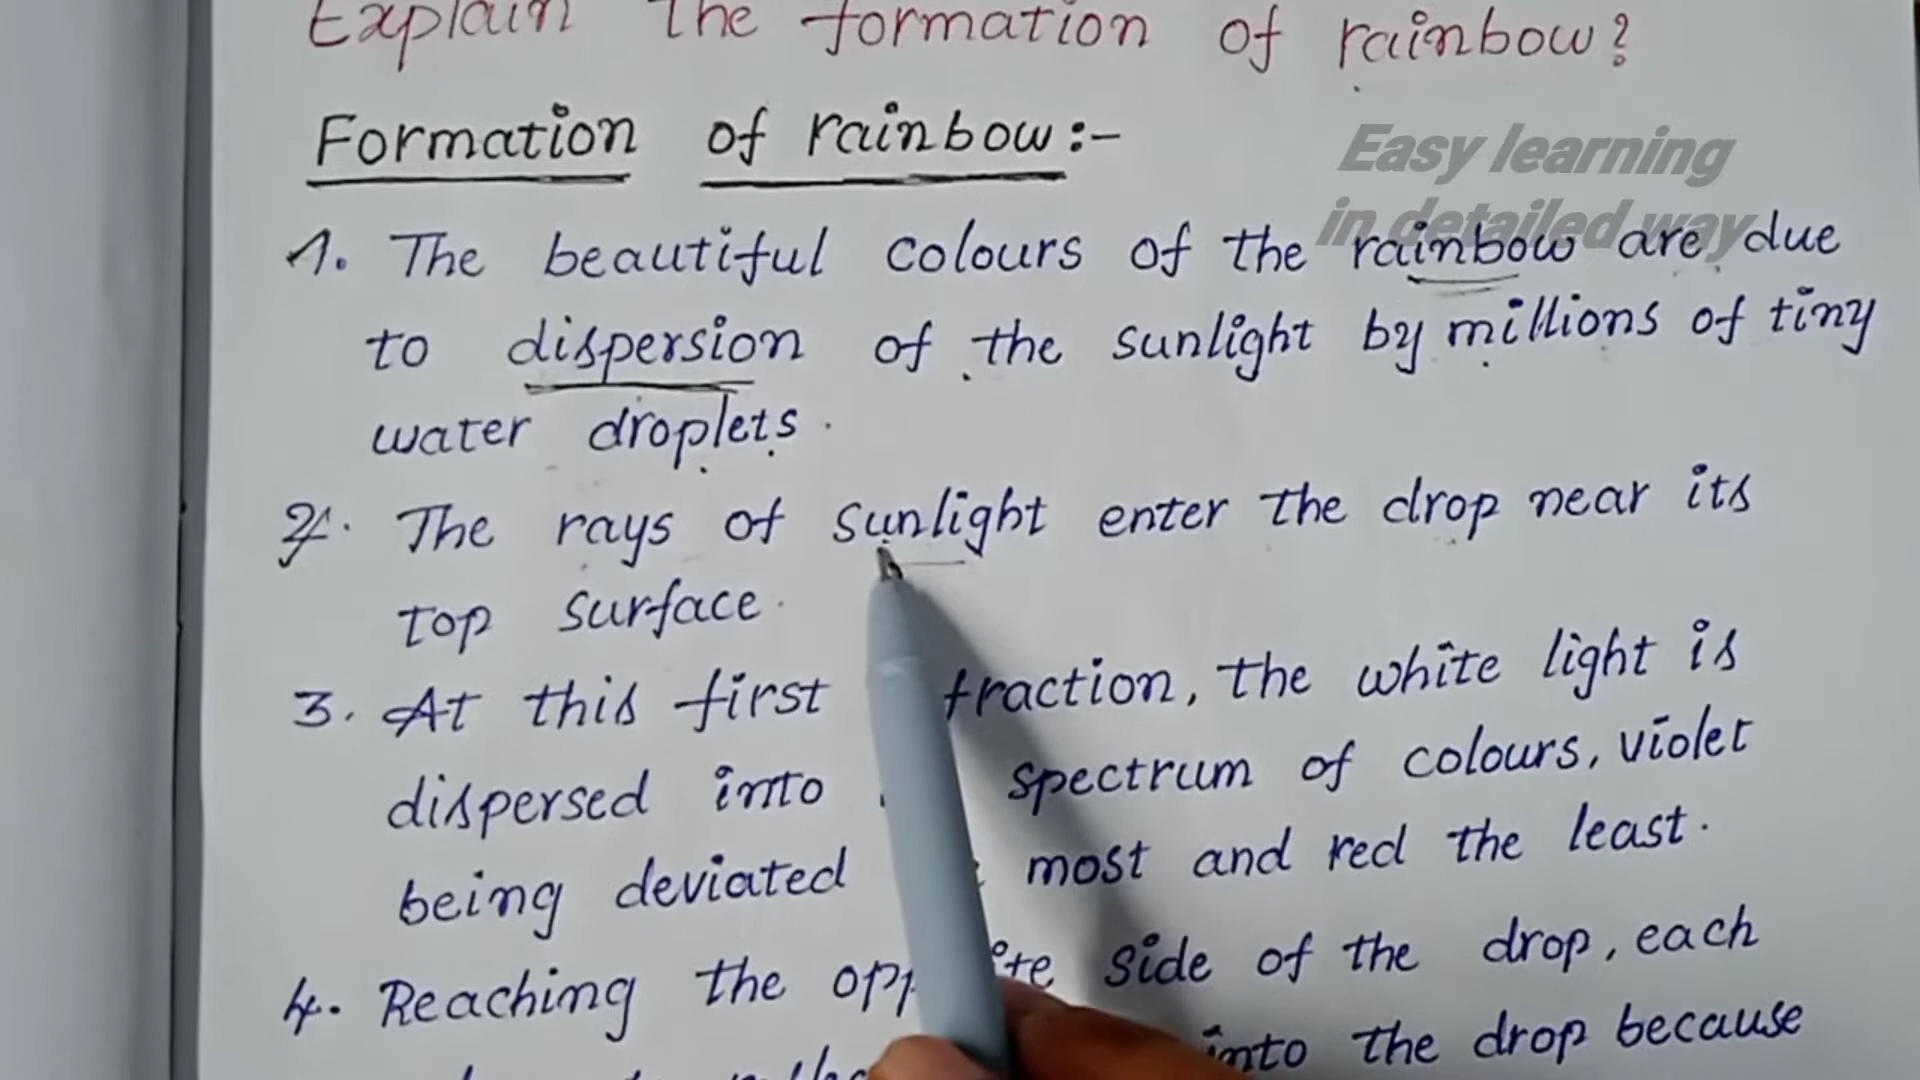 Explain the formation of rainbow?
Formation of rainbow:-
Easy learning
in detailed way
1. The beautiful colours of the rainbow are due
to dispersion of the sunlight by millions of tiny
water droplets.
2. The rays of sunlight enter the drop near its
top surface.
3. At this first fraction, the white light is
dispersed into spectrum of colours, violet
being deviated most and red the least.
4. Reaching the side of the drop, each
into the drop because